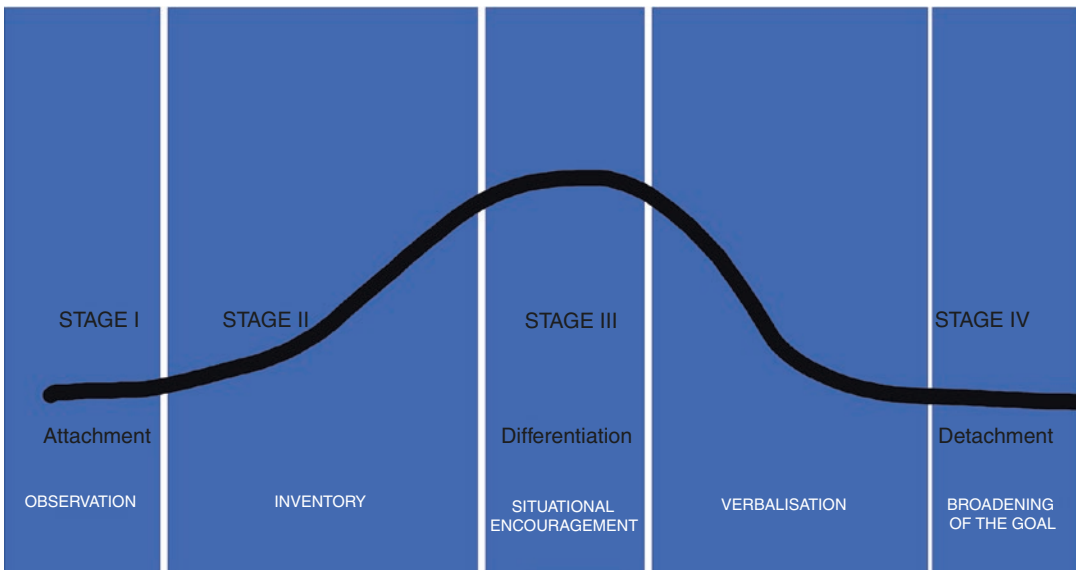 STAGE I
STAGE II
STAGE III
STAGE IV
Attachment
Differentiation
Detachment
OBSERVATION
INVENTORY
SITUATIONAL
ENCOURAGEMENT
VERBALISATION
BROADENING
OF THE GOAL